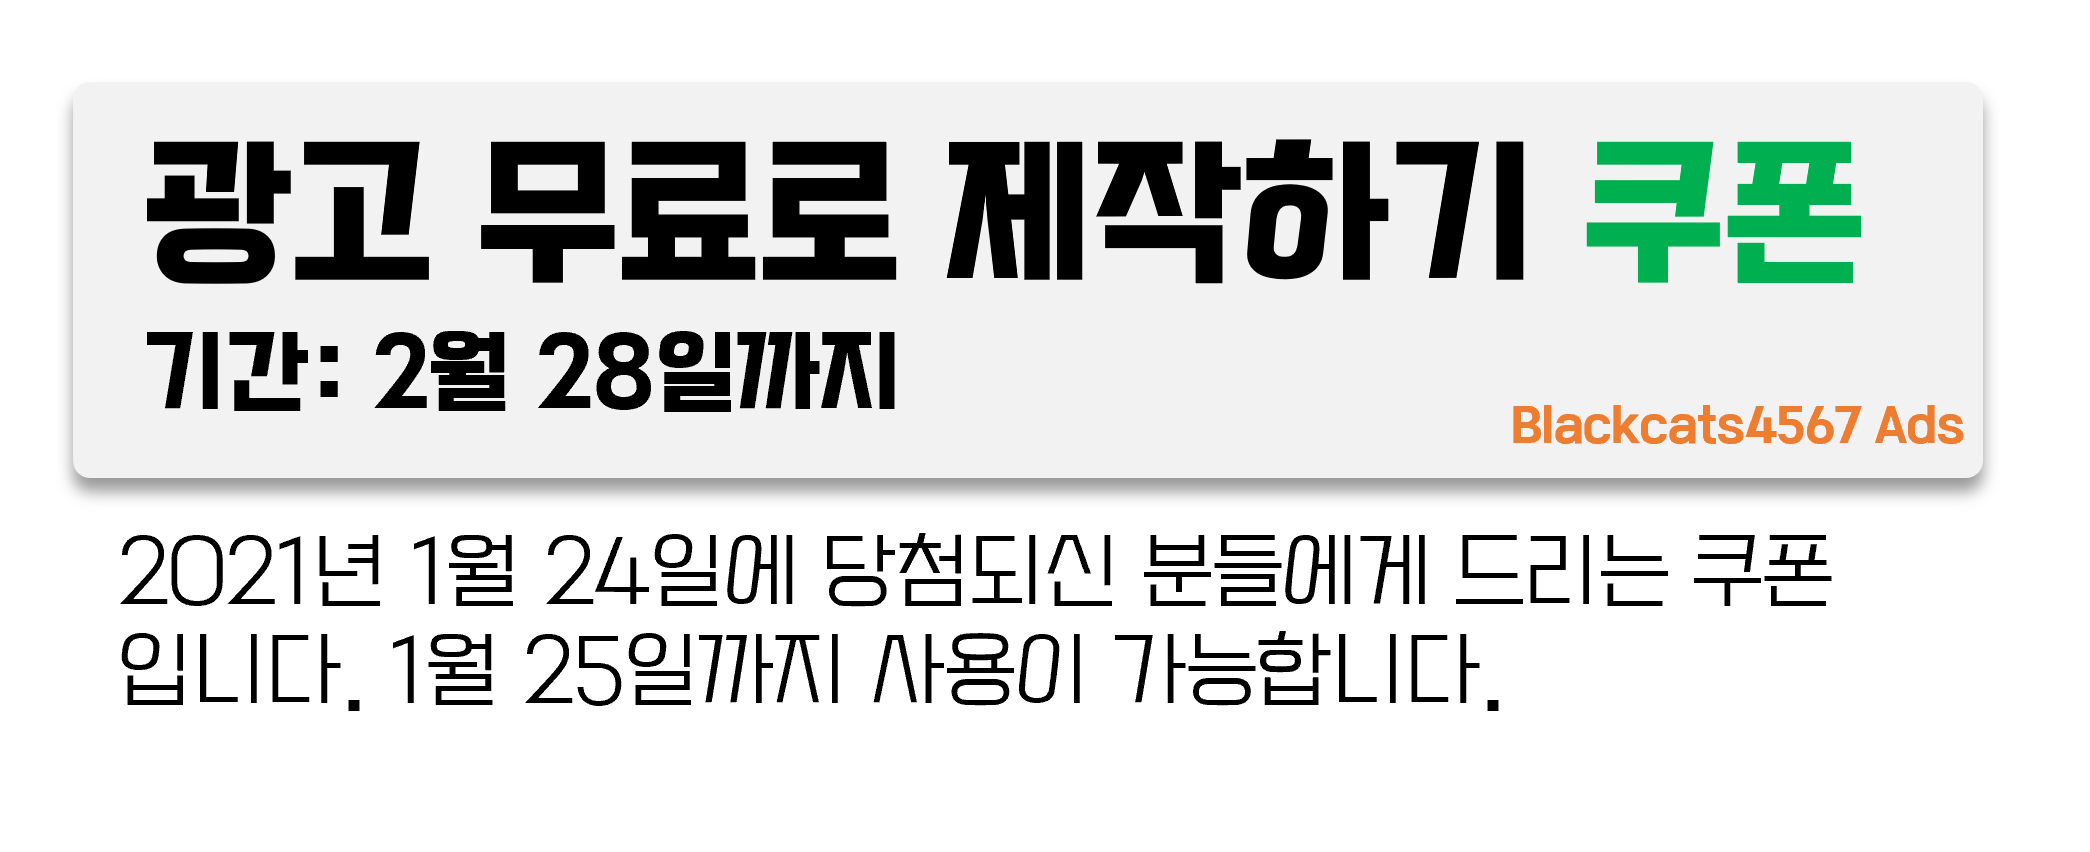 광고 무료로 제작하기 쿠폰
기간: 2월 28일까지
Blackcats4567 Ads
2021년 1월 24일에 당첨되신 분들에게 드리는 쿠폰
입니다. 1월 25일까지 사용이 가능합니다.